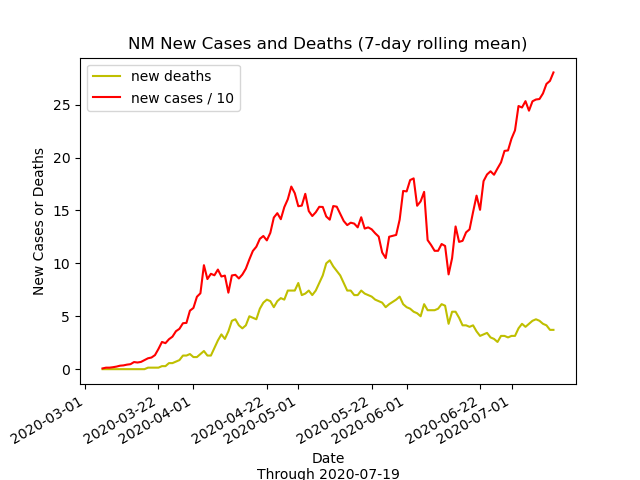 NM New Cases and Deaths (7-day rolling mean)
new deaths
new cases / 10
New Cases or Deaths
25
20
15
10
5
0
2020-03-01
2020-03-22
2020-04-01
2020-04-22
2020-05-01
2020-05-22
2020-06-01
2020-06-22
2020-07-01
Date
Through 2020-07-19